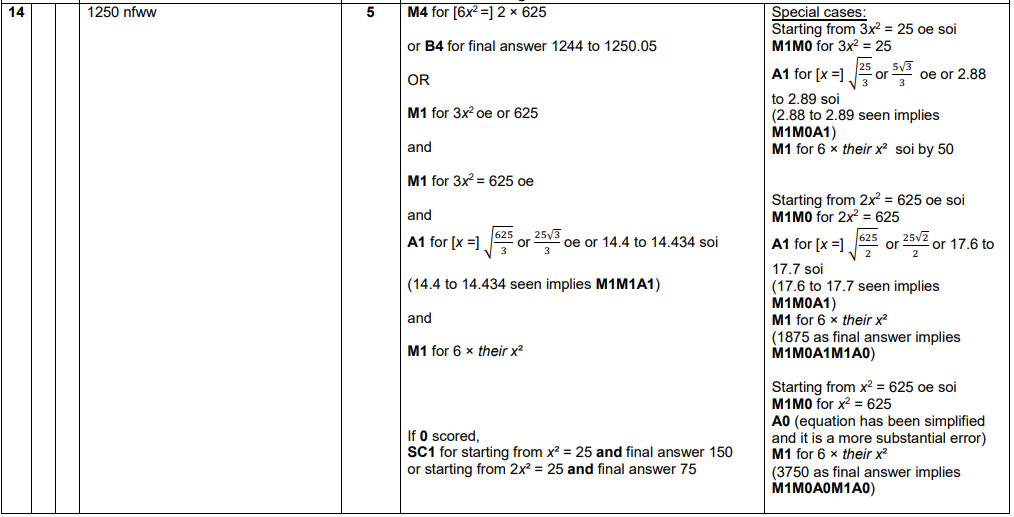 14 1250 nfww 5 M4 for [6x² =] 2 × 625
or B4 for final answer 1244 to 1250.05
OR
M1 for 3x² oe or 625
and
M1 for 3x² = 625 oe
and
A1 for [x =] √(625/3) or 25√3/3 oe or 14.4 to 14.434 soi
(14.4 to 14.434 seen implies M1M1A1)
and
M1 for 6 × their x²
If 0 scored,
SC1 for starting from x² = 25 and final answer 150
or starting from 2x² = 25 and final answer 75
Special cases:
Starting from 3x² = 25 oe soi
M1M0 for 3x² = 25
A1 for [x =] √(25/3) or 5√3/3 oe or 2.88
to 2.89 soi
(2.88 to 2.89 seen implies
M1M0A1)
M1 for 6 × their x² soi by 50
Starting from 2x² = 625 oe soi
M1M0 for 2x² = 625
A1 for [x =] √(625/2) or 25√2/2 or 17.6 to
17.7 soi
(17.6 to 17.7 seen implies
M1M0A1)
M1 for 6 × their x²
(1875 as final answer implies
M1M0A1M1A0)
Starting from x² = 625 oe soi
M1M0 for x² = 625
A0 (equation has been simplified
and it is a more substantial error)
M1 for 6 × their x²
(3750 as final answer implies
M1M0A0M1A0)